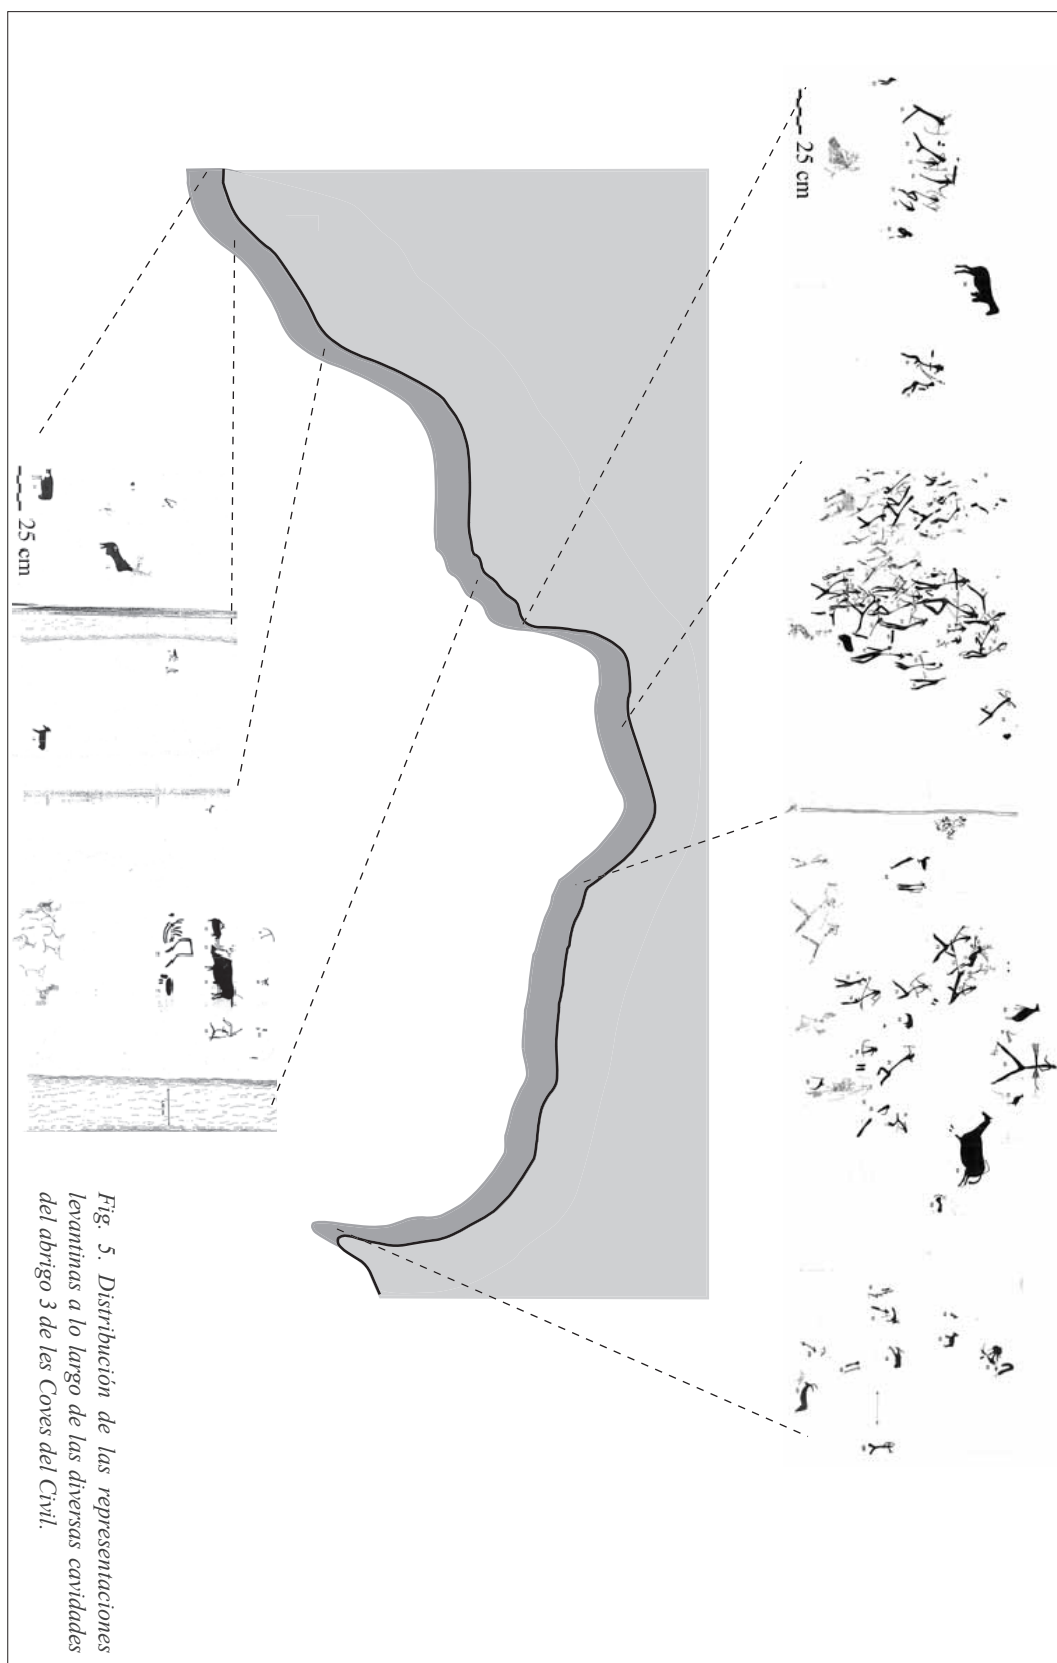 25 cm
25 cm
Fig. 5. Distribución de las representaciones
levantinas a lo largo de las diversas cavidades
del abrigo 3 de les Coves del Civil.